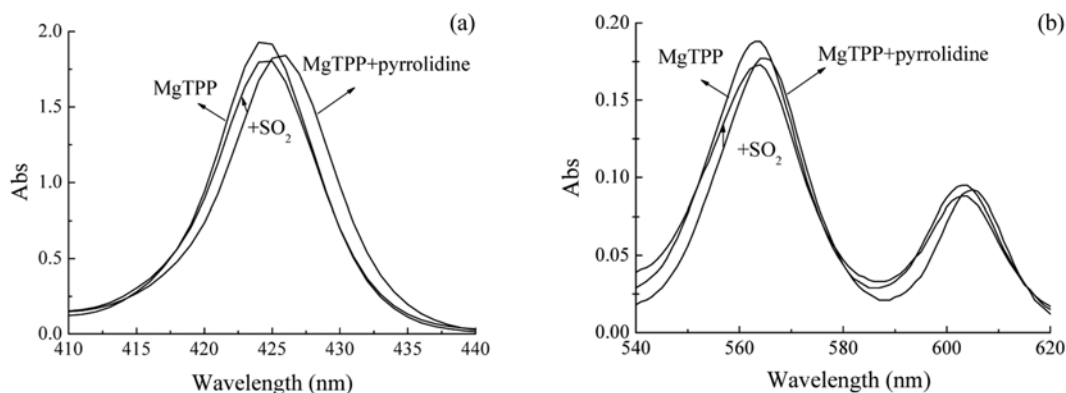 (a)
2.0
1.5
1.0
0.5
0.0
Abs
MgTPP
MgTPP+pyrrolidine
+SO₂
410 415 420 425 430 435 440
Wavelength (nm)
(b)
0.20
0.15
0.10
0.05
0.00
Abs
MgTPP
MgTPP+pyrrolidine
+SO₂
540 560 580 600 620
Wavelength (nm)